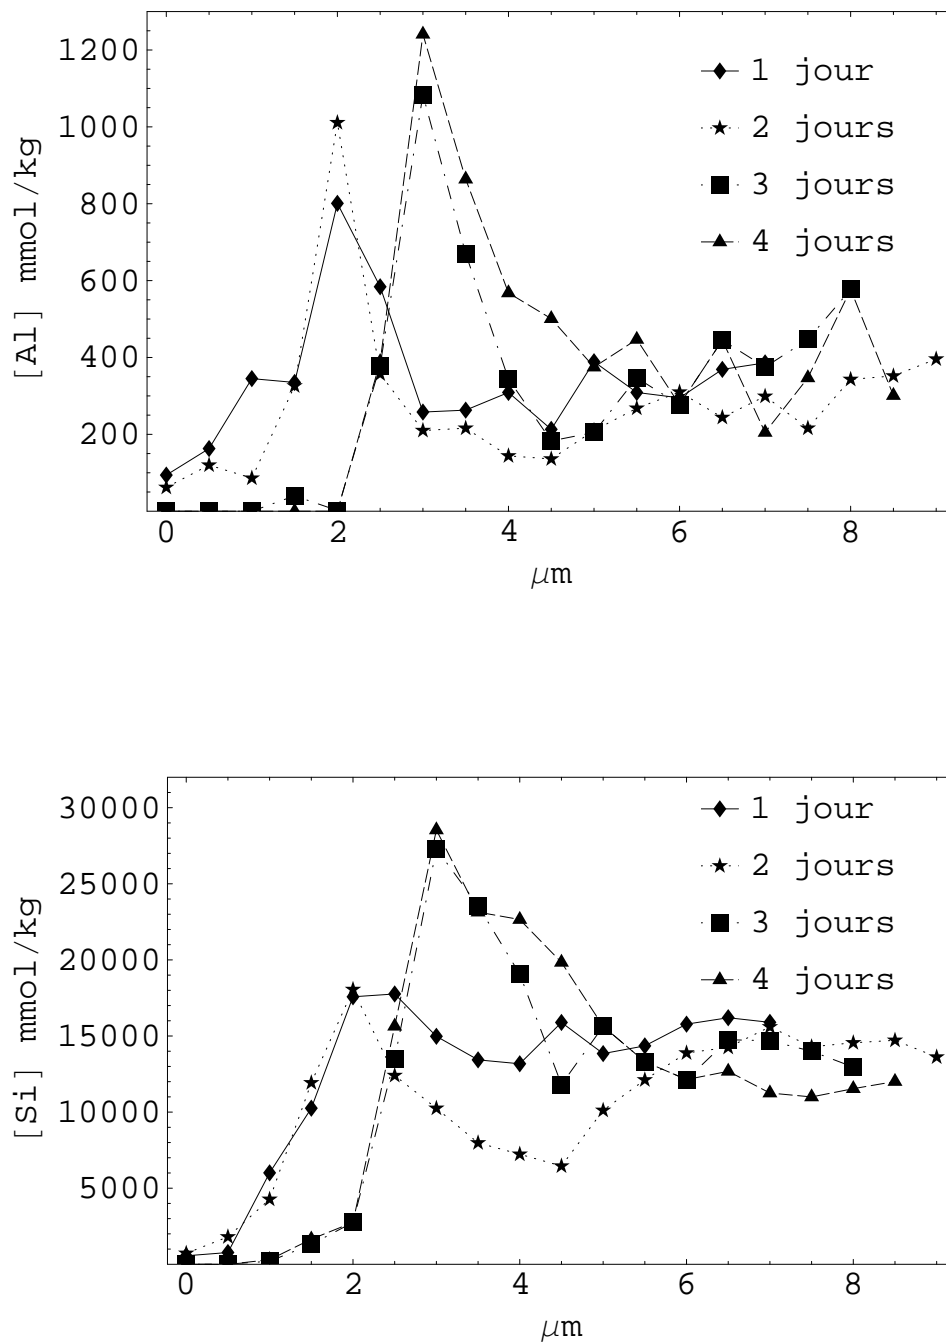 1200
1000
800
600
400
200
[Al] mmol/kg
1 jour
2 jours
3 jours
4 jours
0 2 4 6 8
μm
30000
25000
20000
15000
10000
5000
[Si] mmol/kg
1 jour
2 jours
3 jours
4 jours
0 2 4 6 8
μm